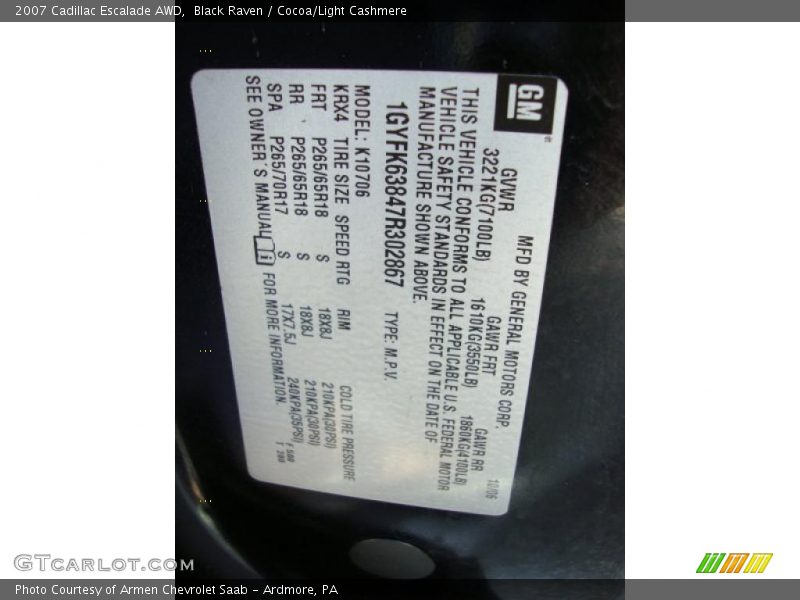 2007 Cadillac Escalade AWD, Black Raven / Cocoa/Light Cashmere
GM
MFD BY GENERAL MOTORS CORP. 10/06
GVWR GAWR FRT GAWR RR
3221KG(7100LB) 1610KG(3550LB) 1860KG(4100LB)
THIS VEHICLE CONFORMS TO ALL APPLICABLE U.S. FEDERAL MOTOR
VEHICLE SAFETY STANDARDS IN EFFECT ON THE DATE OF
MANUFACTURE SHOWN ABOVE.
1GYFK63847R302867 TYPE: M.P.V.
MODEL: K10706
KRX4 TIRE SIZE SPEED RTG RIM COLD TIRE PRESSURE
FRT P265/65R18 S 18X8J 210KPA(30PSI)
RR P265/65R18 S 18X8J 210KPA(30PSI)
SPA P265/70R17 S 17X7.5J 240KPA(35PSI)
SEE OWNER'S MANUAL FOR MORE INFORMATION.
GTcarlot.com
Photo Courtesy of Armen Chevrolet Saab - Ardmore, PA